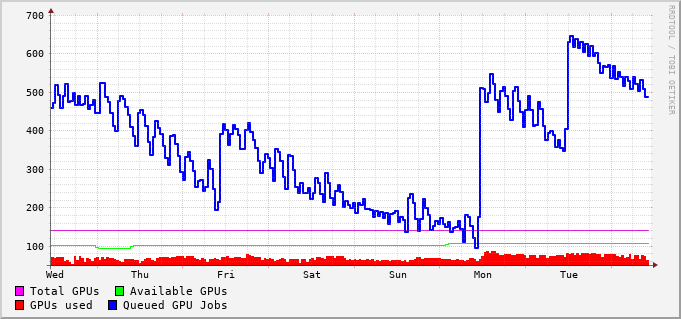 700
600
500
400
300
200
100
Wed Thu Fri Sat Sun Mon Tue
Total GPUs Available GPUs
GPUs used Queued GPU Jobs
RRDTOOL / TOBI OETIKER